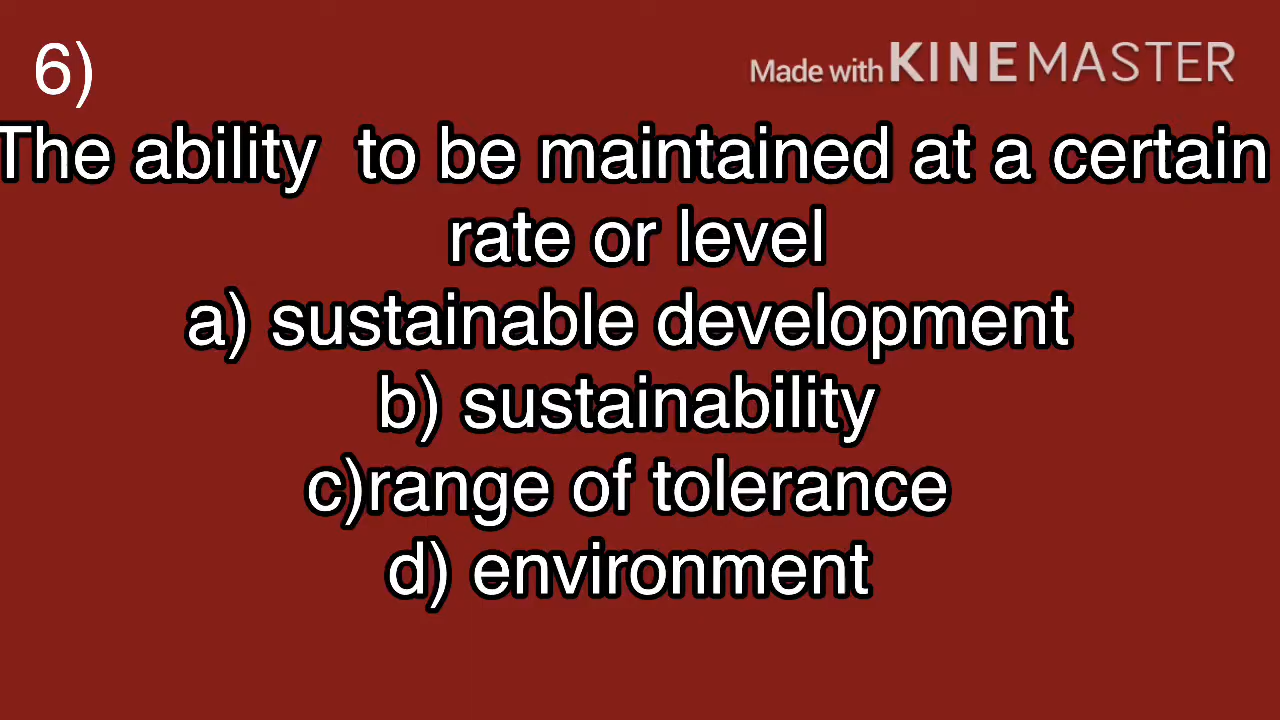 6)
Made with KINEMASTER
The ability to be maintained at a certain
rate or level
a) sustainable development
b) sustainability
c)range of tolerance
d) environment